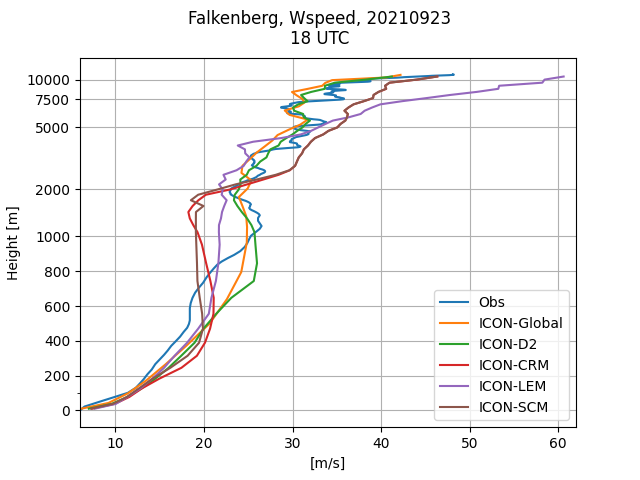 Falkenberg, Wspeed, 20210923
18 UTC
Height [m]
10000
7500
5000
2000
1000
800
600
400
200
0
10
20
30
40
50
60
[m/s]
Obs
ICON-Global
ICON-D2
ICON-CRM
ICON-LEM
ICON-SCM